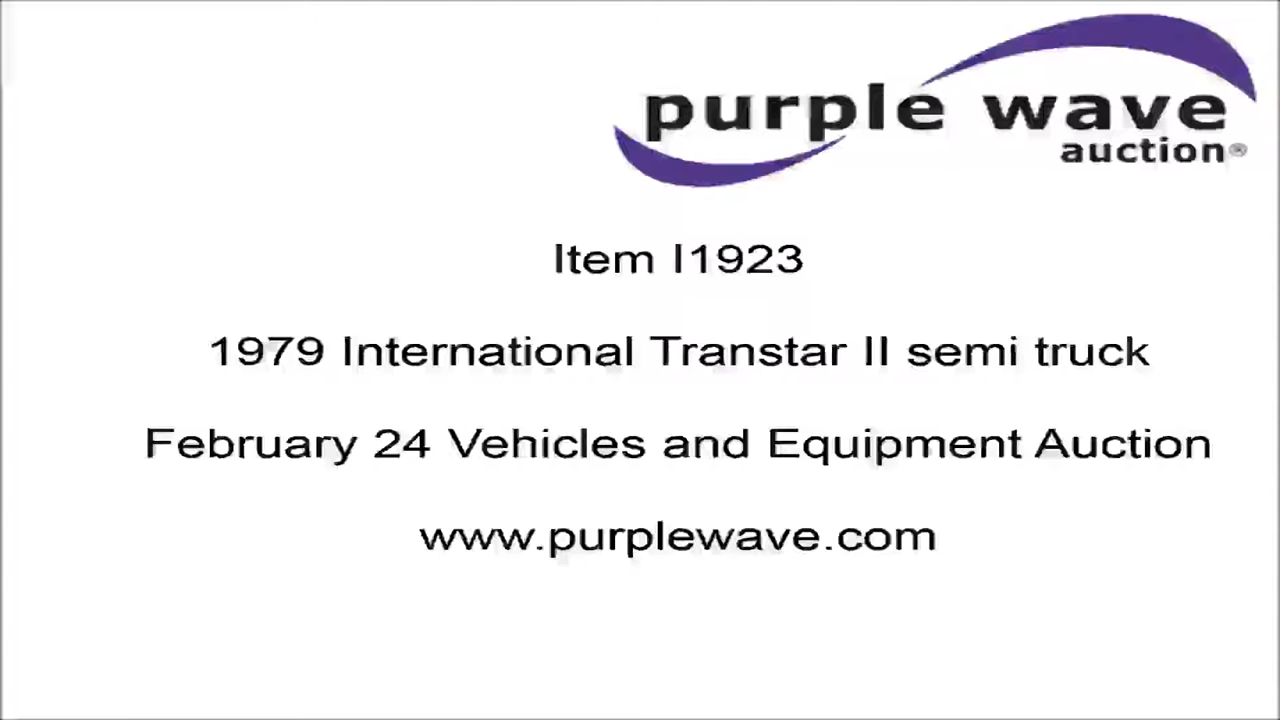 purple wave
auction®
Item I1923
1979 International Transtar II semi truck
February 24 Vehicles and Equipment Auction
www.purplewave.com